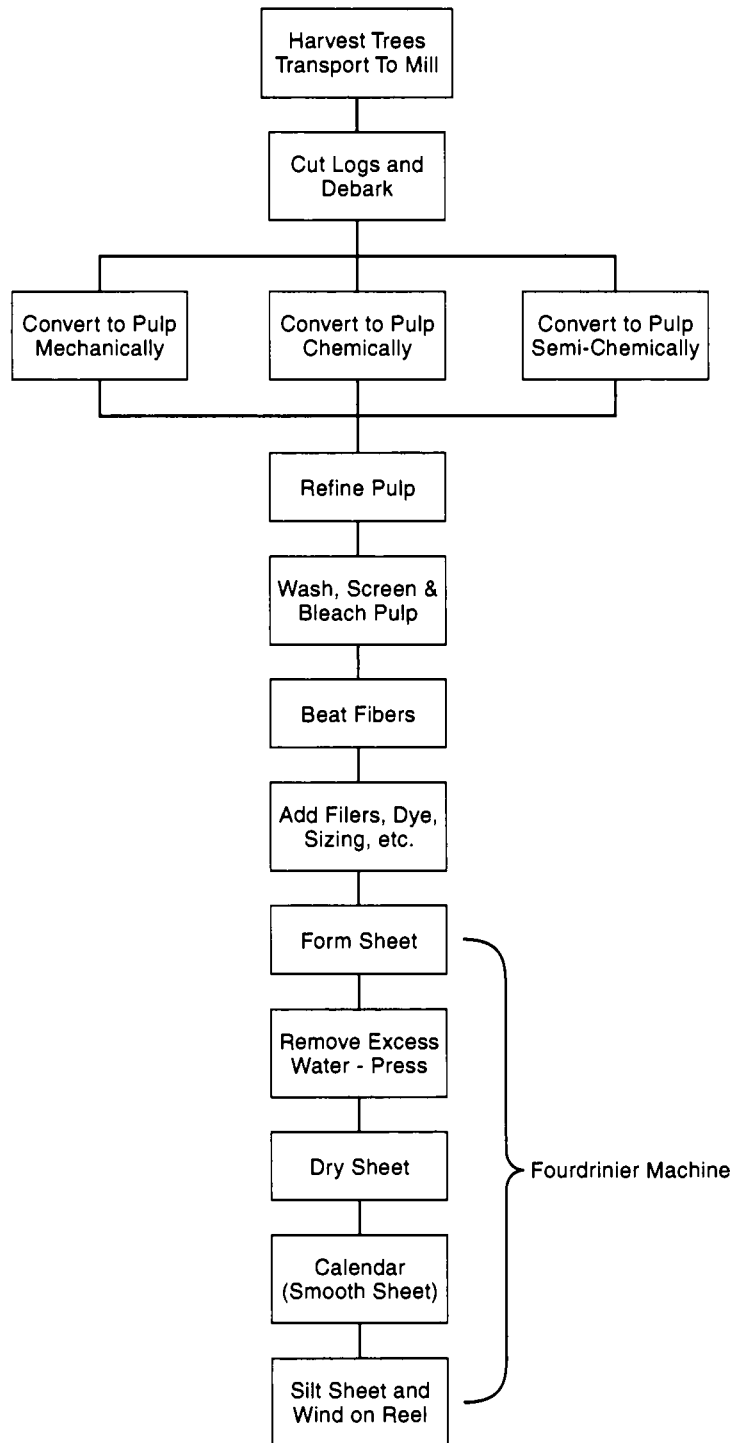 Harvest Trees
Transport To Mill
Cut Logs and
Debark
Convert to Pulp
Mechanically
Convert to Pulp
Chemically
Convert to Pulp
Semi-Chemically
Refine Pulp
Wash, Screen &
Bleach Pulp
Beat Fibers
Add Filers, Dye,
Sizing, etc.
Form Sheet
Remove Excess
Water - Press
Dry Sheet
Fourdrinier Machine
Calendar
(Smooth Sheet)
Silt Sheet and
Wind on Reel